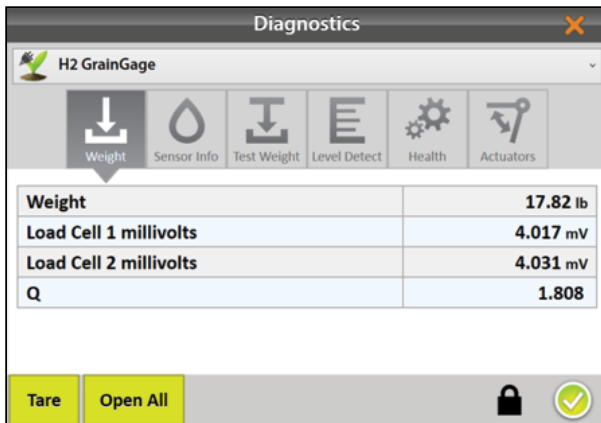 Diagnostics
H2 GrainGage
Weight Sensor Info Test Weight Level Detect Health Actuators
Weight 17.82 lb
Load Cell 1 millivolts 4.017 mV
Load Cell 2 millivolts 4.031 mV
Q 1.808
Tare Open All